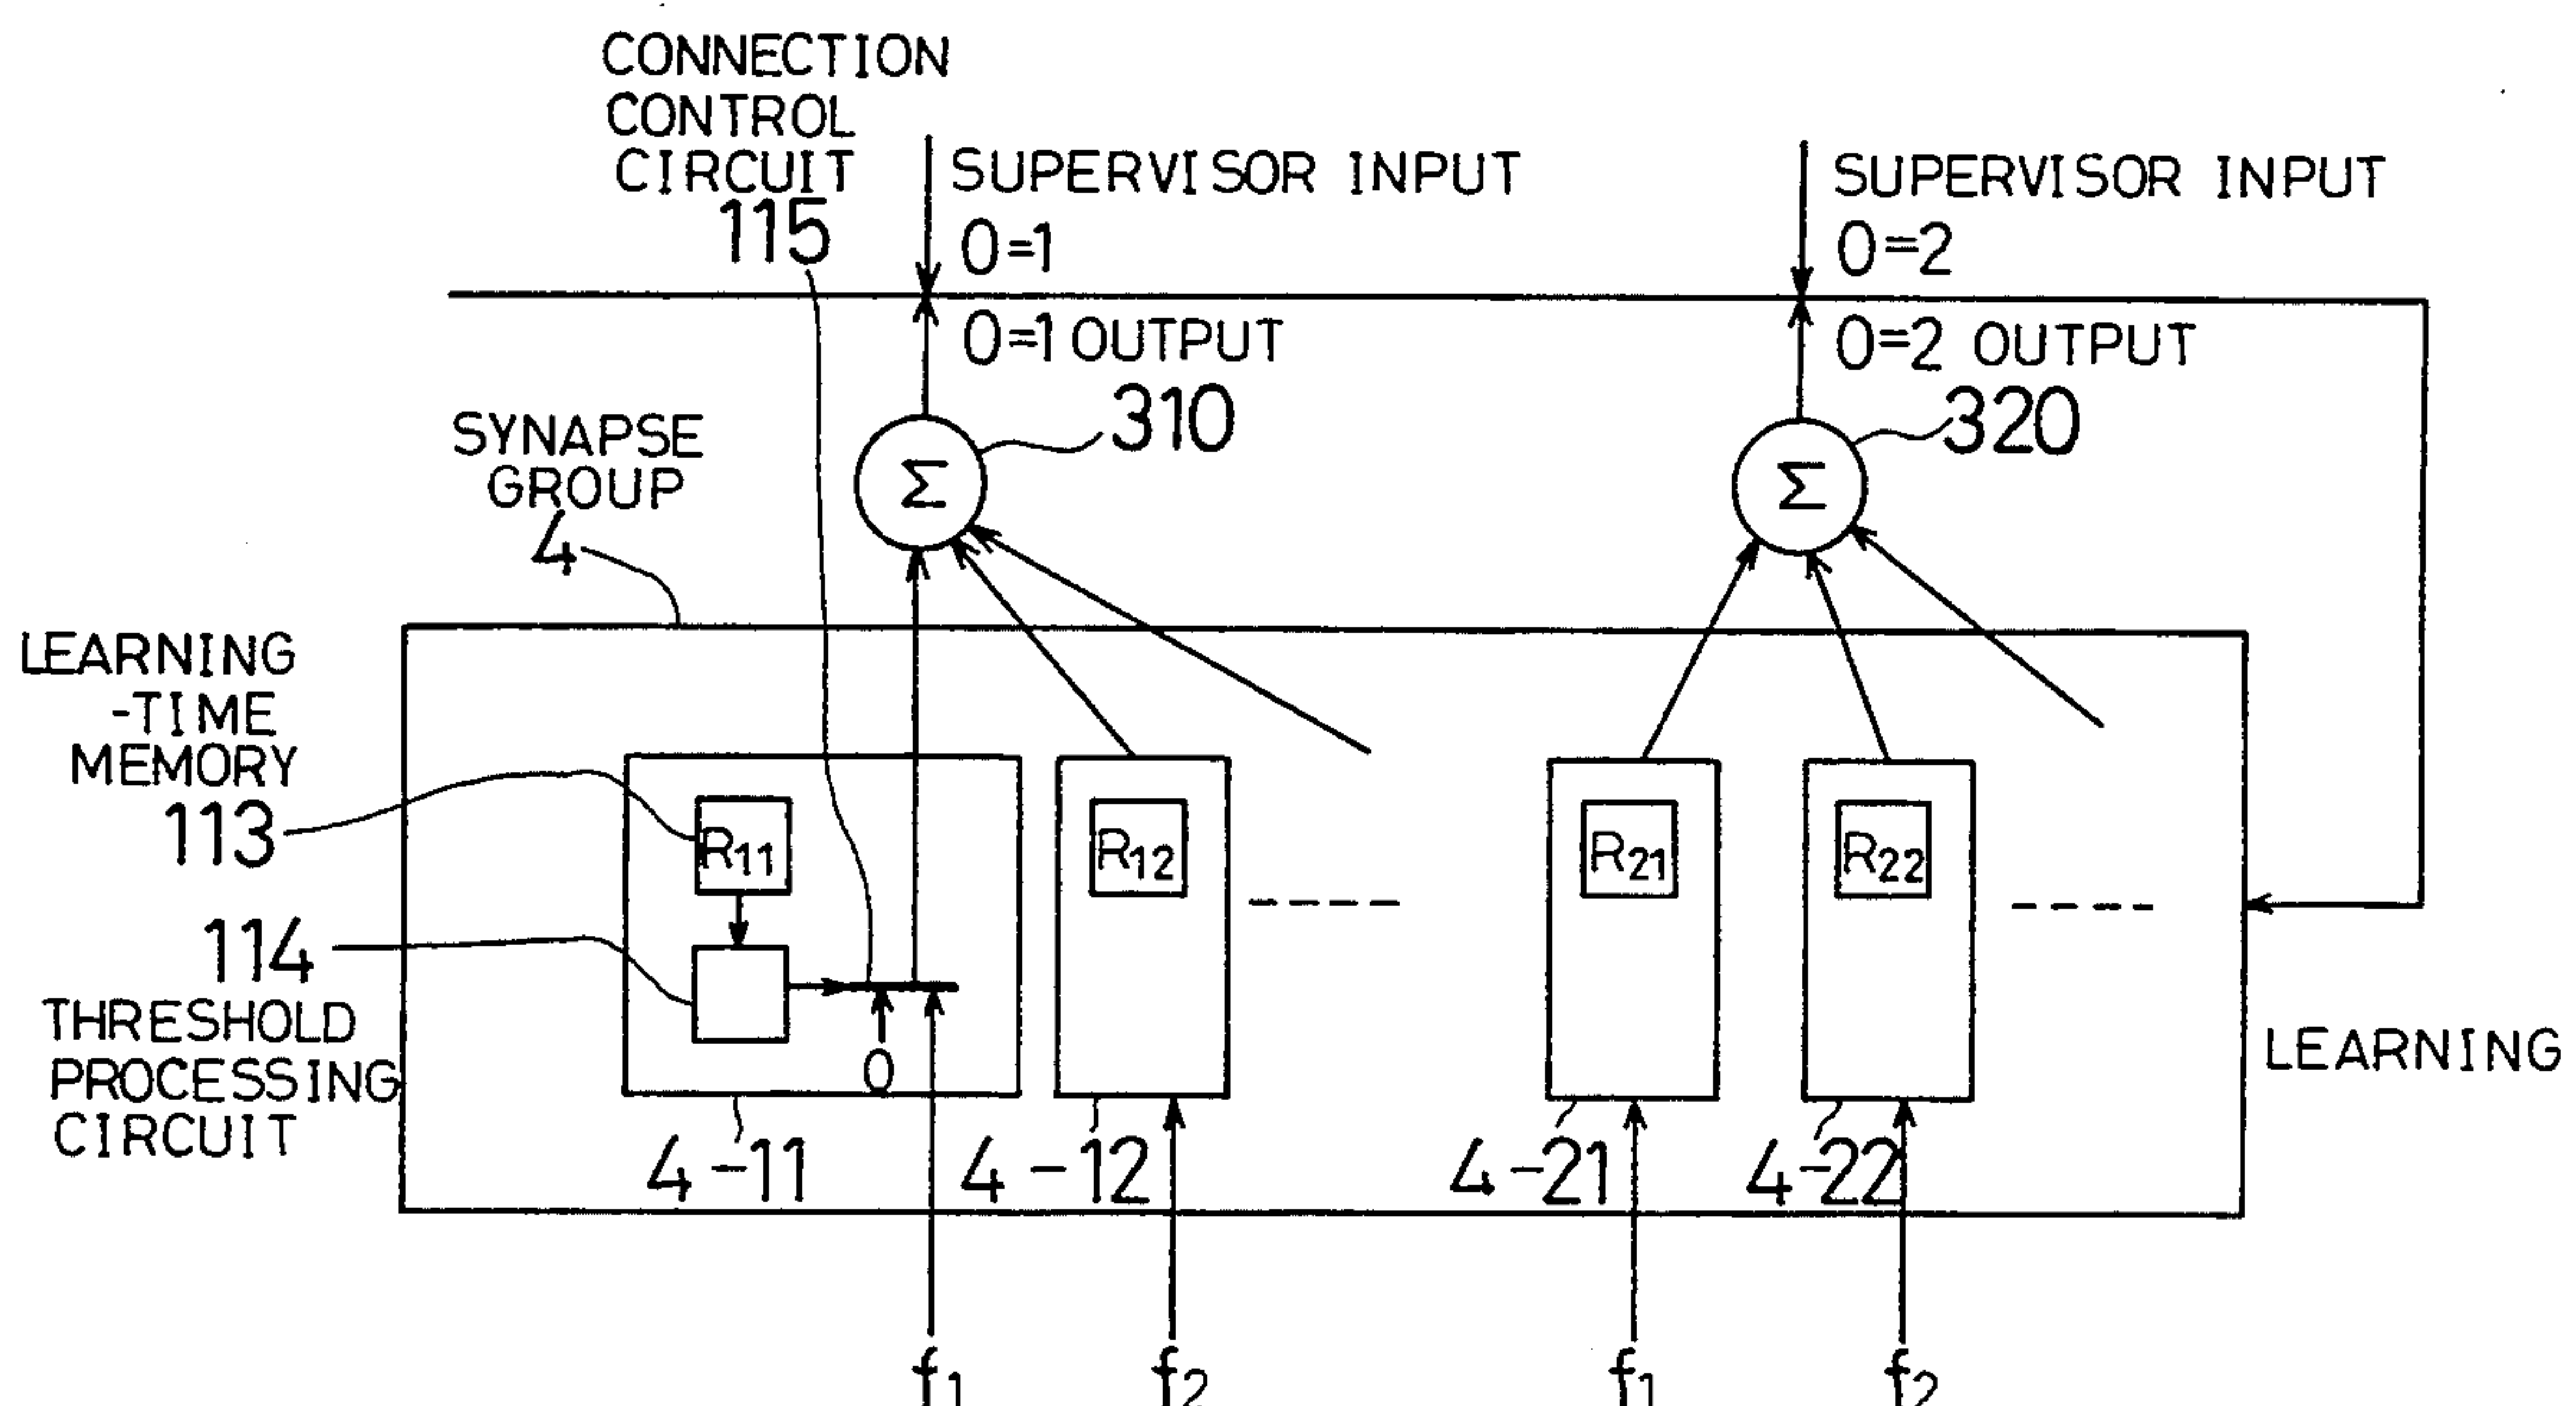 CONNECTION
CONTROL
CIRCUIT
115
SUPERVISOR INPUT
0=1
SUPERVISOR INPUT
0=2
0=1 OUTPUT
310
0=2 OUTPUT
320
SYNAPSE
GROUP
4
Σ
Σ
LEARNING
-TIME
MEMORY
113
R11
R12
R21
R22
114
THRESHOLD
PROCESSING
CIRCUIT
0
LEARNING
4-11
4-12
4-21
4-22
f1
f2
f1
f2